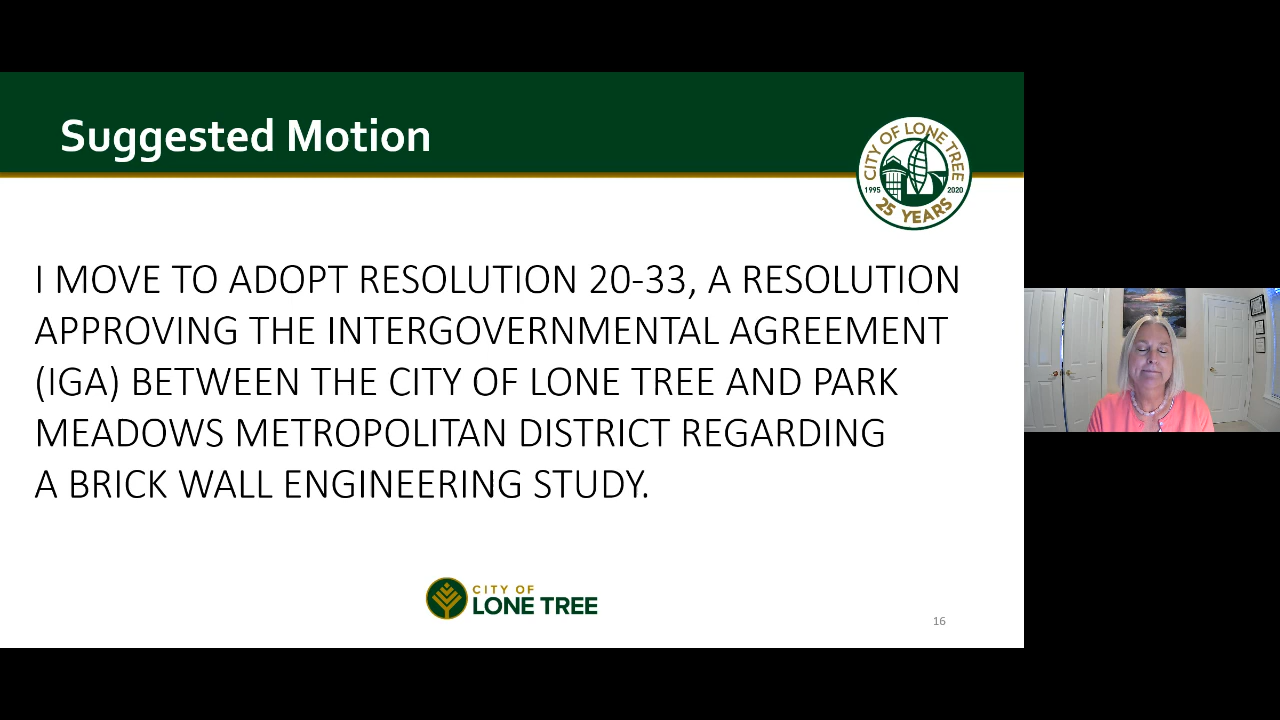 Suggested Motion
CITY OF LONE TREE
1995 2020
25 YEARS
I MOVE TO ADOPT RESOLUTION 20-33, A RESOLUTION
APPROVING THE INTERGOVERNMENTAL AGREEMENT
(IGA) BETWEEN THE CITY OF LONE TREE AND PARK
MEADOWS METROPOLITAN DISTRICT REGARDING
A BRICK WALL ENGINEERING STUDY.
CITY OF
LONE TREE
16